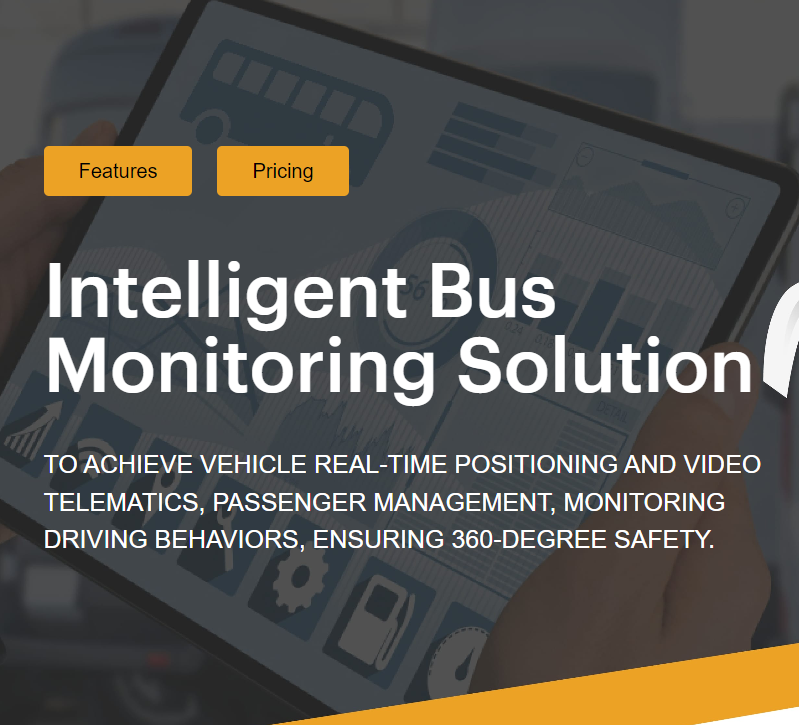 Features
Pricing
Intelligent Bus
Monitoring Solution
TO ACHIEVE VEHICLE REAL-TIME POSITIONING AND VIDEO
TELEMATICS, PASSENGER MANAGEMENT, MONITORING
DRIVING BEHAVIORS, ENSURING 360-DEGREE SAFETY.